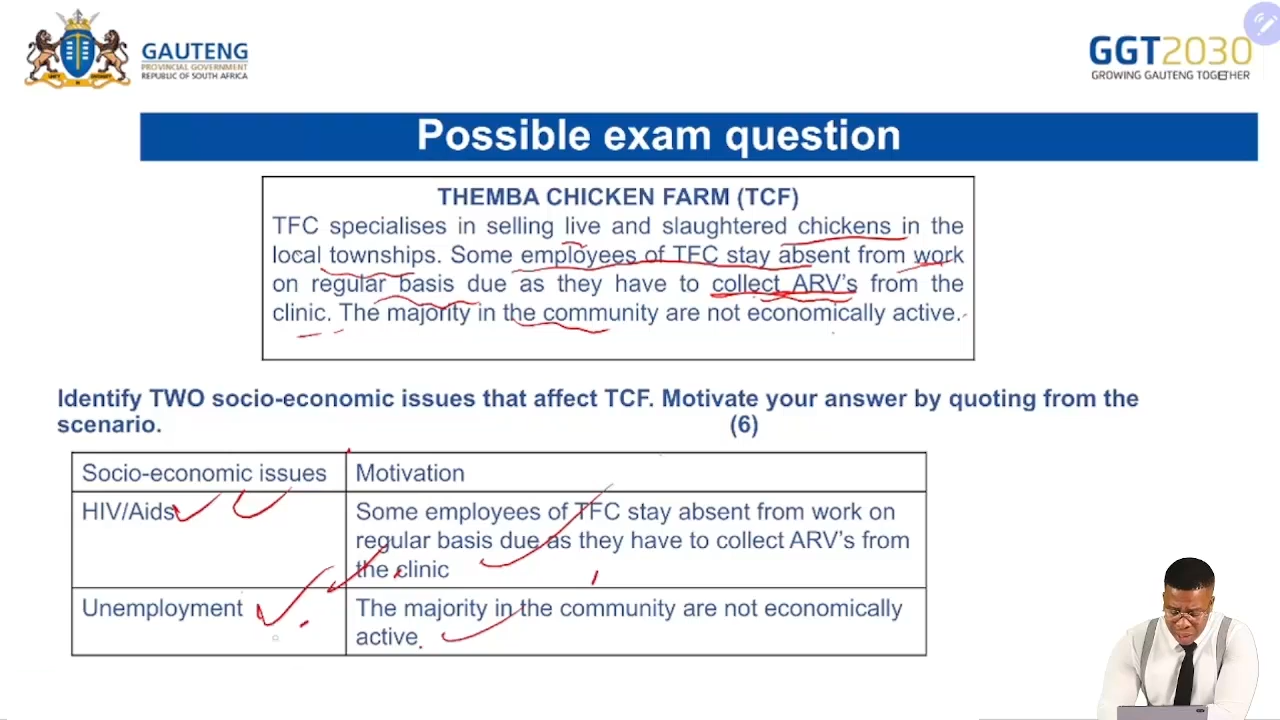 GAUTENG
PROVINCIAL GOVERNMENT
REPUBLIC OF SOUTH AFRICA
GGT2030
GROWING GAUTENG TOGETHER
Possible exam question
THEMBA CHICKEN FARM (TCF)
TFC specialises in selling live and slaughtered chickens in the
local townships. Some employees of TFC stay absent from work
on regular basis due as they have to collect ARV's from the
clinic. The majority in the community are not economically active.
Identify TWO socio-economic issues that affect TCF. Motivate your answer by quoting from the
scenario. (6)
Socio-economic issues Motivation
HIV/Aids Some employees of TFC stay absent from work on
regular basis due as they have to collect ARV's from
the clinic
Unemployment The majority in the community are not economically
active.